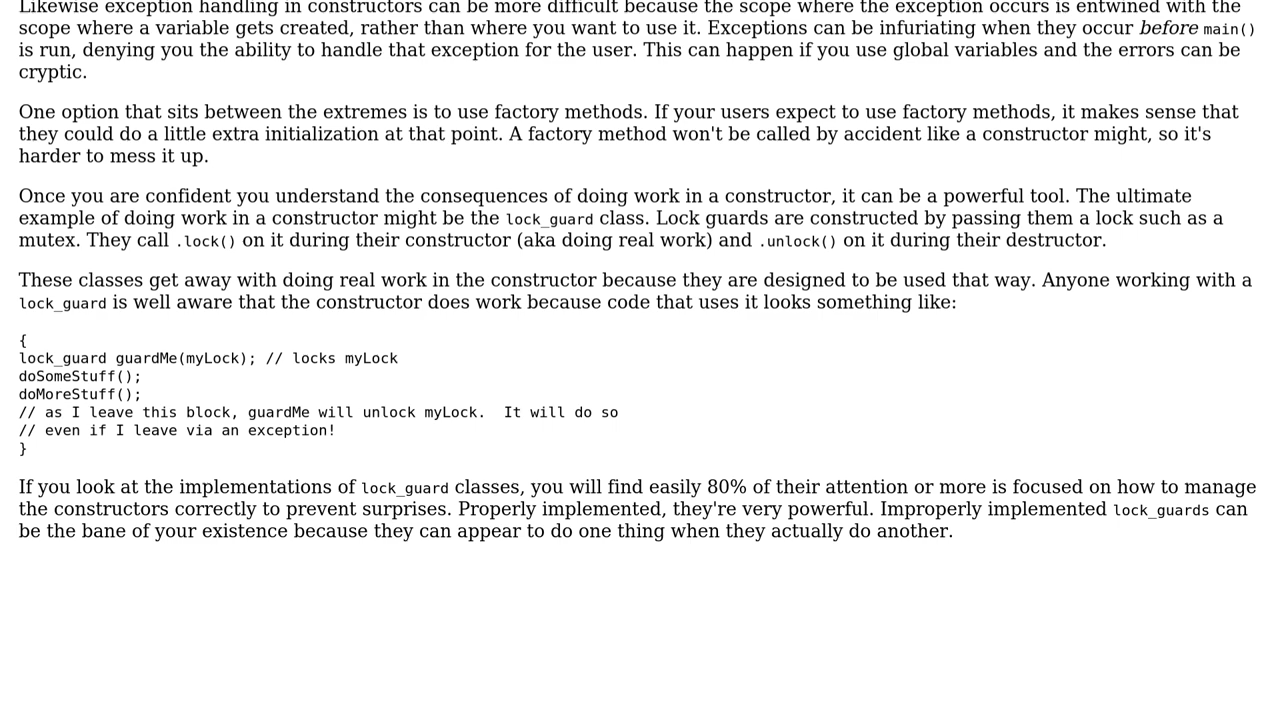 Likewise exception handling in constructors can be more difficult because the scope where the exception occurs is entwined with the
scope where a variable gets created, rather than where you want to use it. Exceptions can be infuriating when they occur before main()
is run, denying you the ability to handle that exception for the user. This can happen if you use global variables and the errors can be
cryptic.
One option that sits between the extremes is to use factory methods. If your users expect to use factory methods, it makes sense that
they could do a little extra initialization at that point. A factory method won't be called by accident like a constructor might, so it's
harder to mess it up.
Once you are confident you understand the consequences of doing work in a constructor, it can be a powerful tool. The ultimate
example of doing work in a constructor might be the lock_guard class. Lock guards are constructed by passing them a lock such as a
mutex. They call .lock() on it during their constructor (aka doing real work) and .unlock() on it during their destructor.
These classes get away with doing real work in the constructor because they are designed to be used that way. Anyone working with a
lock_guard is well aware that the constructor does work because code that uses it looks something like:
{
lock_guard guardMe(myLock); // locks myLock
doSomeStuff();
doMoreStuff();
// as I leave this block, guardMe will unlock myLock.  It will do so
// even if I leave via an exception!
}
If you look at the implementations of lock_guard classes, you will find easily 80% of their attention or more is focused on how to manage
the constructors correctly to prevent surprises. Properly implemented, they're very powerful. Improperly implemented lock_guards can
be the bane of your existence because they can appear to do one thing when they actually do another.